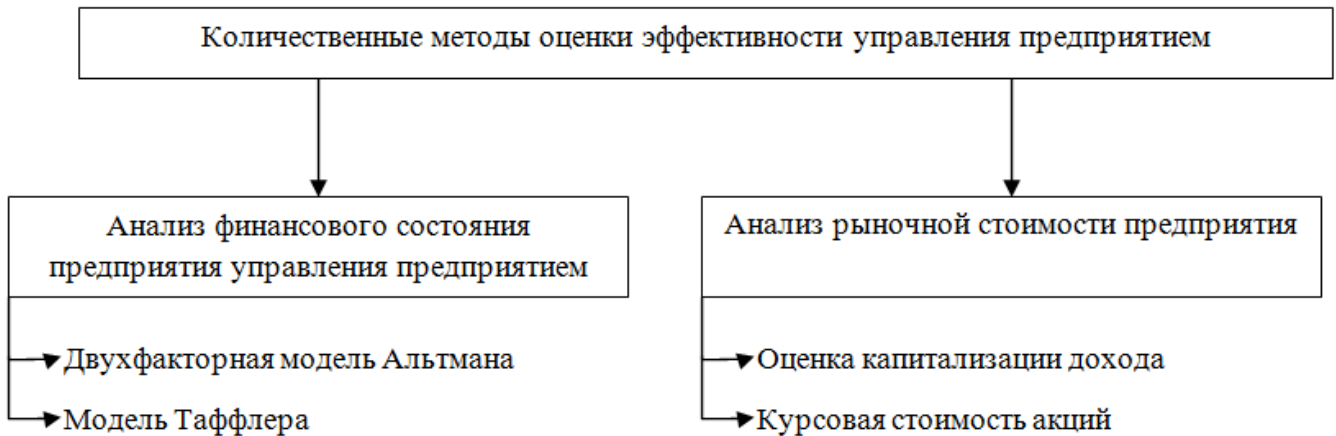 Количественные методы оценки эффективности управления предприятием
Анализ финансового состояния
предприятия управления предприятием
Двухфакторная модель Альтмана
Модель Таффлера
Анализ рыночной стоимости предприятия
Оценка капитализации дохода
Курсовая стоимость акций